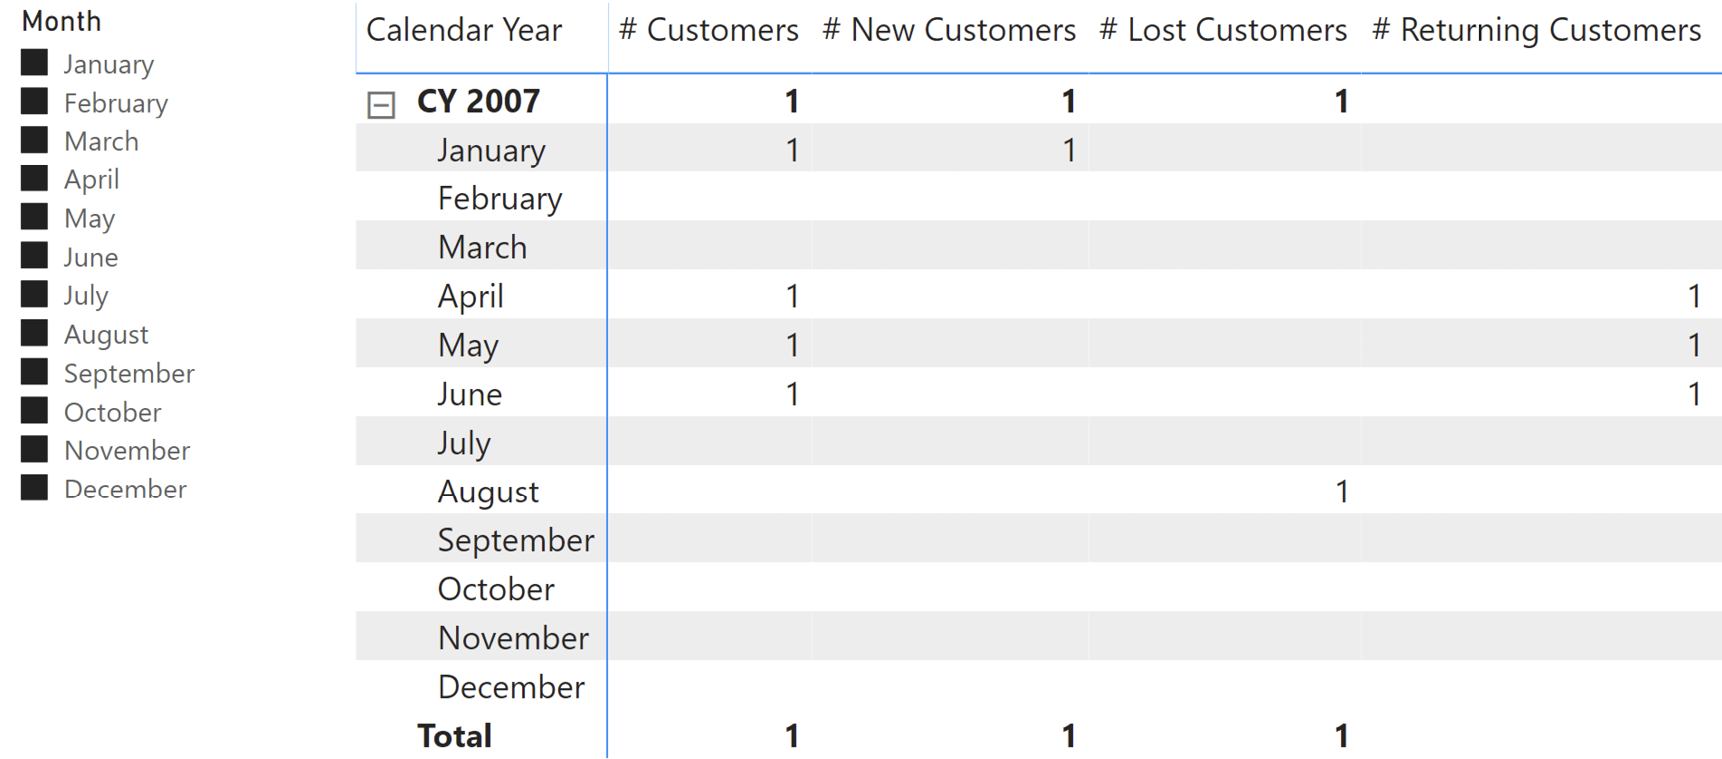 Month
January
February
March
April
May
June
July
August
September
October
November
December
Calendar Year # Customers # New Customers # Lost Customers # Returning Customers
CY 2007 1 1 1
January 1 1
February
March
April 1 1
May 1 1
June 1 1
July
August 1
September
October
November
December
Total 1 1 1